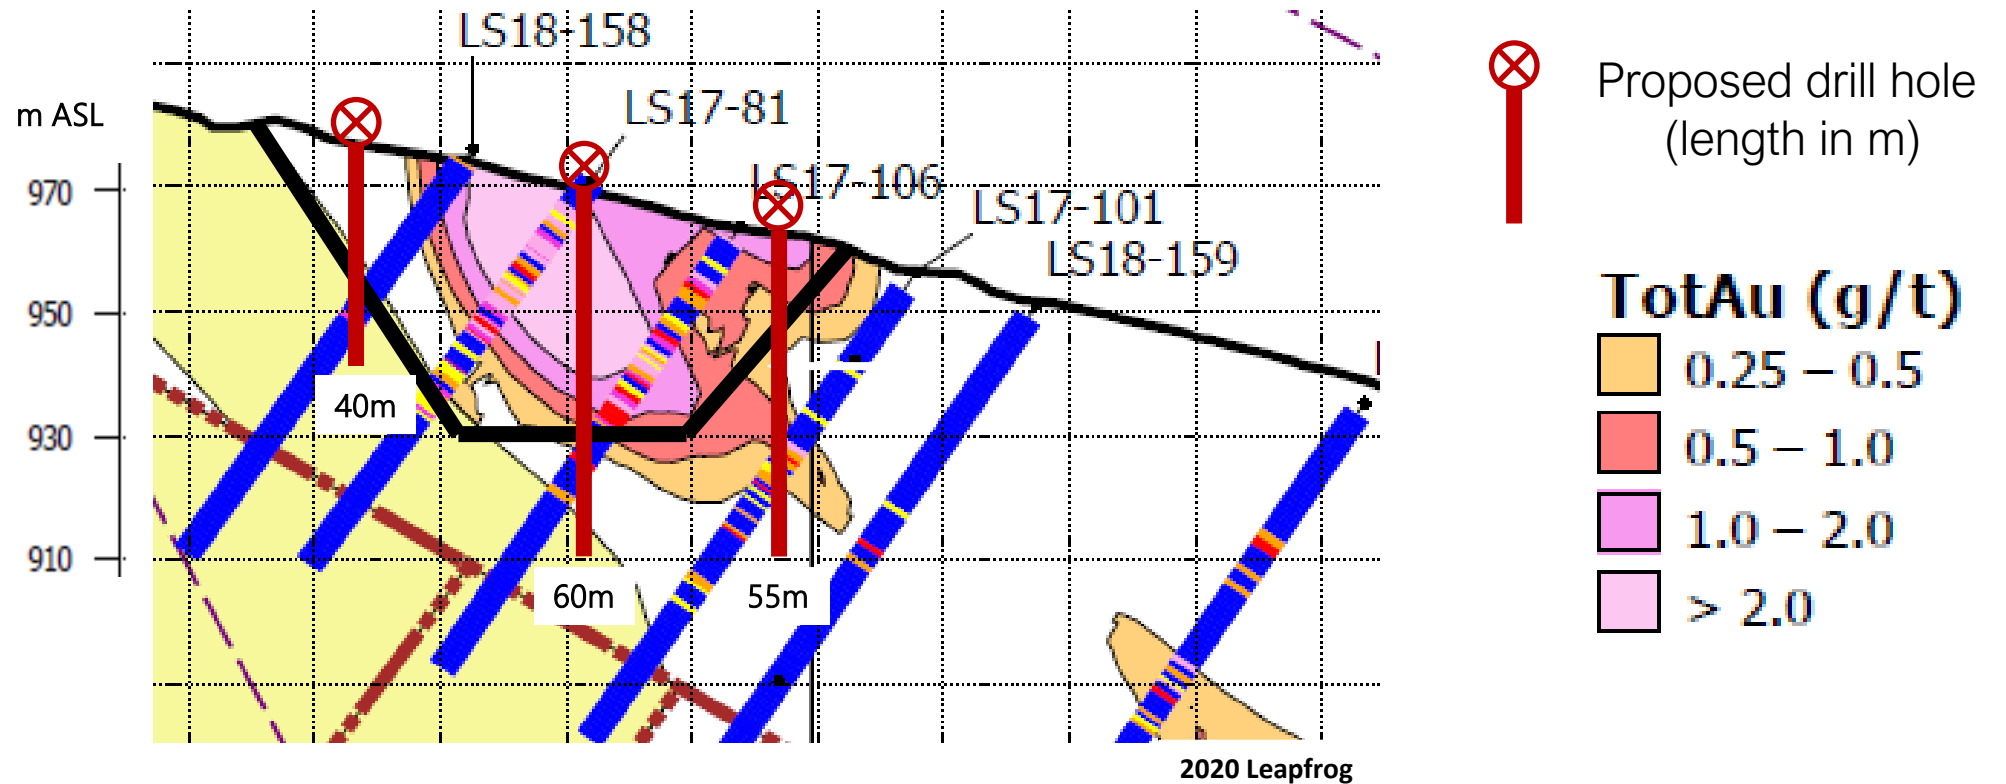 LS18-158
LS17-81
m ASL
LS17-106
970
LS17-101
LS18-159
950
40m
930
910
60m
55m
2020 Leapfrog
Proposed drill hole
(length in m)
TotAu (g/t)
0.25 – 0.5
0.5 – 1.0
1.0 – 2.0
> 2.0